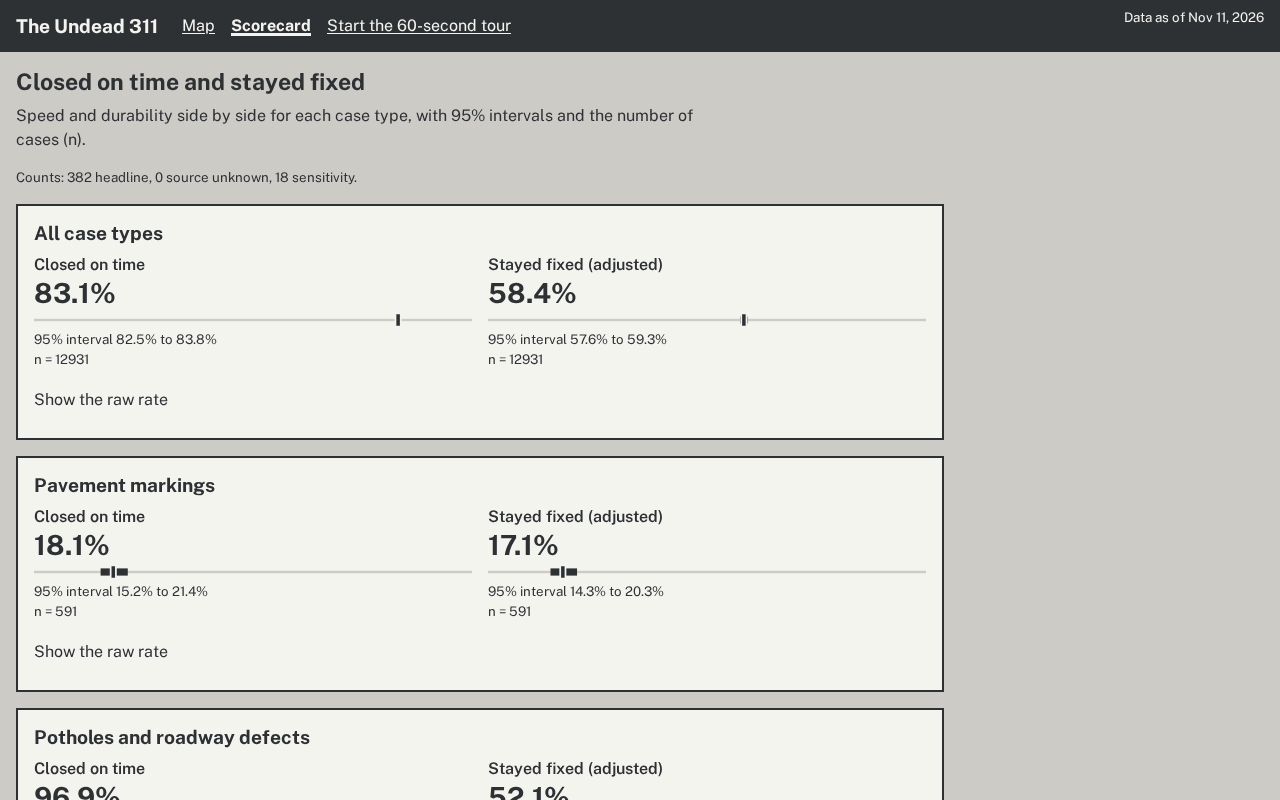 The Undead 311 Map Scorecard Start the 60-second tour Data as of Nov 11, 2026
Closed on time and stayed fixed
Speed and durability side by side for each case type, with 95% intervals and the number of
cases (n).
Counts: 382 headline, 0 source unknown, 18 sensitivity.
All case types
Closed on time
83.1%
95% interval 82.5% to 83.8%
n = 12931
Stayed fixed (adjusted)
58.4%
95% interval 57.6% to 59.3%
n = 12931
Show the raw rate
Pavement markings
Closed on time
18.1%
95% interval 15.2% to 21.4%
n = 591
Stayed fixed (adjusted)
17.1%
95% interval 14.3% to 20.3%
n = 591
Show the raw rate
Potholes and roadway defects
Closed on time
96.9%
Stayed fixed (adjusted)
52.1%